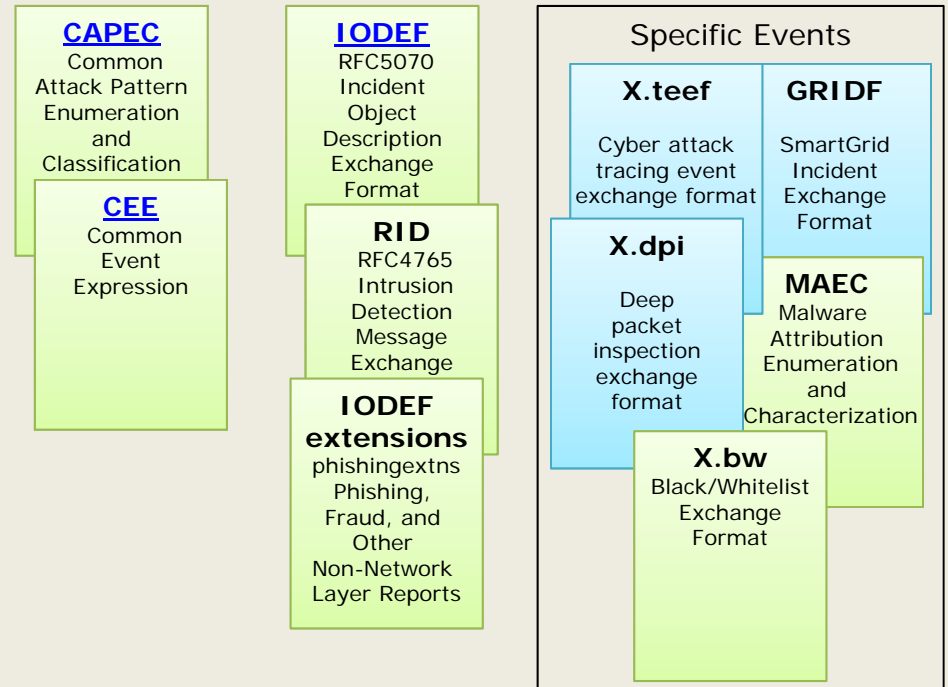 CAPEC
Common
Attack Pattern
Enumeration
and
Classification
CEE
Common
Event
Expression
IODEF
RFC5070
Incident
Object
Description
Exchange
Format
RID
RFC4765
Intrusion
Detection
Message
Exchange
IODEF
extensions
phishingextns
Phishing,
Fraud, and
Other
Non-Network
Layer Reports
Specific Events
X.teef
Cyber attack
tracing event
exchange format
GRIDF
SmartGrid
Incident
Exchange
Format
X.dpi
Deep
packet
inspection
exchange
format
MAEC
Malware
Attribution
Enumeration
and
Characterization
X.bw
Black/Whitelist
Exchange
Format